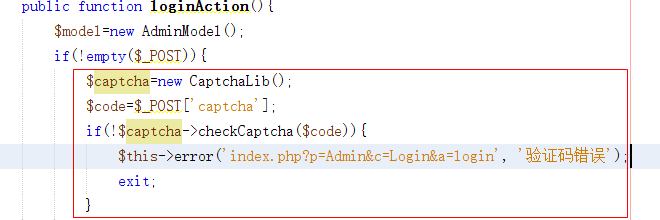 public function loginAction(){
$model=new AdminModel();
if(!empty($_POST)){
$captcha=new CaptchaLib();
$code=$_POST['captcha'];
if(!$captcha->checkCaptcha($code)){
$this->error('index.php?p=Admin&c=Login&a=login', '验证码错误');
exit;
}